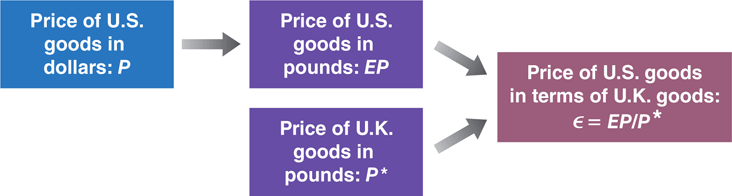 Price of U.S.
goods in
dollars: P
Price of U.S.
goods in
pounds: EP
Price of U.K.
goods in
pounds: P*
Price of U.S. goods
in terms of U.K. goods:
ϵ = EP/P*